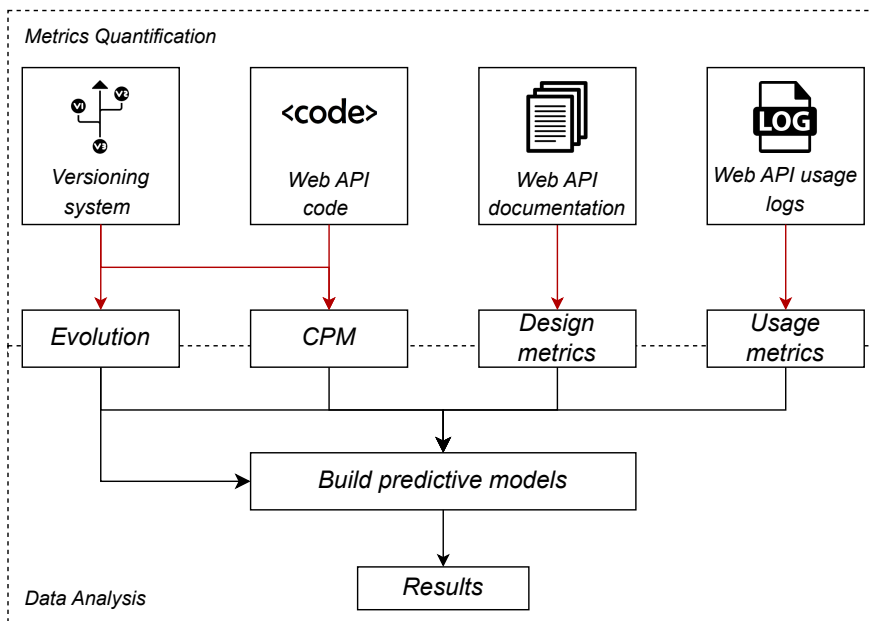 Metrics Quantification
V1
V2
V3
Versioning
system
<code>
Web API
code
Web API
documentation
LOG
Web API usage
logs
Evolution
CPM
Design
metrics
Usage
metrics
Build predictive models
Results
Data Analysis